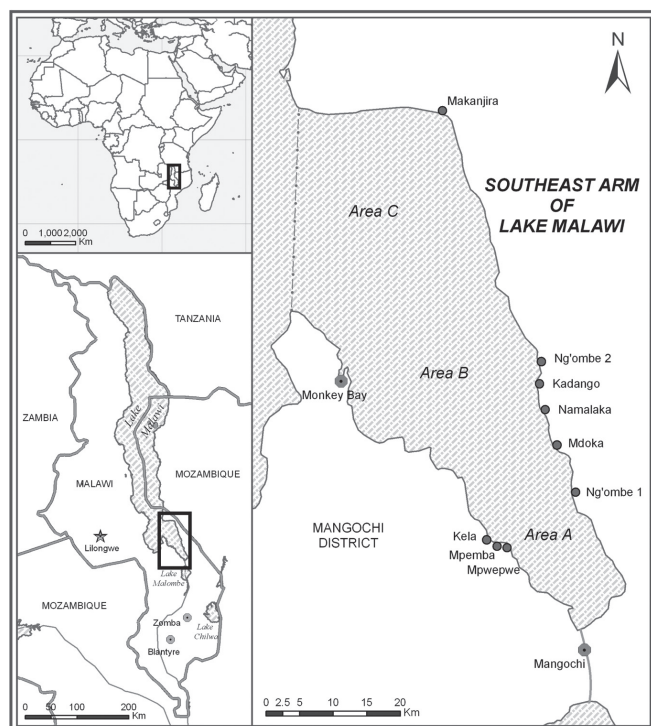 0 1,000 2,000
Km
TANZANIA
ZAMBIA
Lake
Malawi
MALAWI
MOZAMBIQUE
Lilongwe
Lake
Malombe
MOZAMBIQUE
Zomba
Lake
Chilwa
Blantyre
0 50 100 200
Km
N
Makanjira
SOUTHEAST ARM
OF
LAKE MALAWI
Area C
Ng'ombe 2
Area B
Kadango
Monkey Bay
Namalaka
Mdoka
Ng'ombe 1
MANGOCHI
DISTRICT
Kela
Area A
Mpemba
Mpwepwe
Mangochi
0 2.5 5 10 15 20
Km